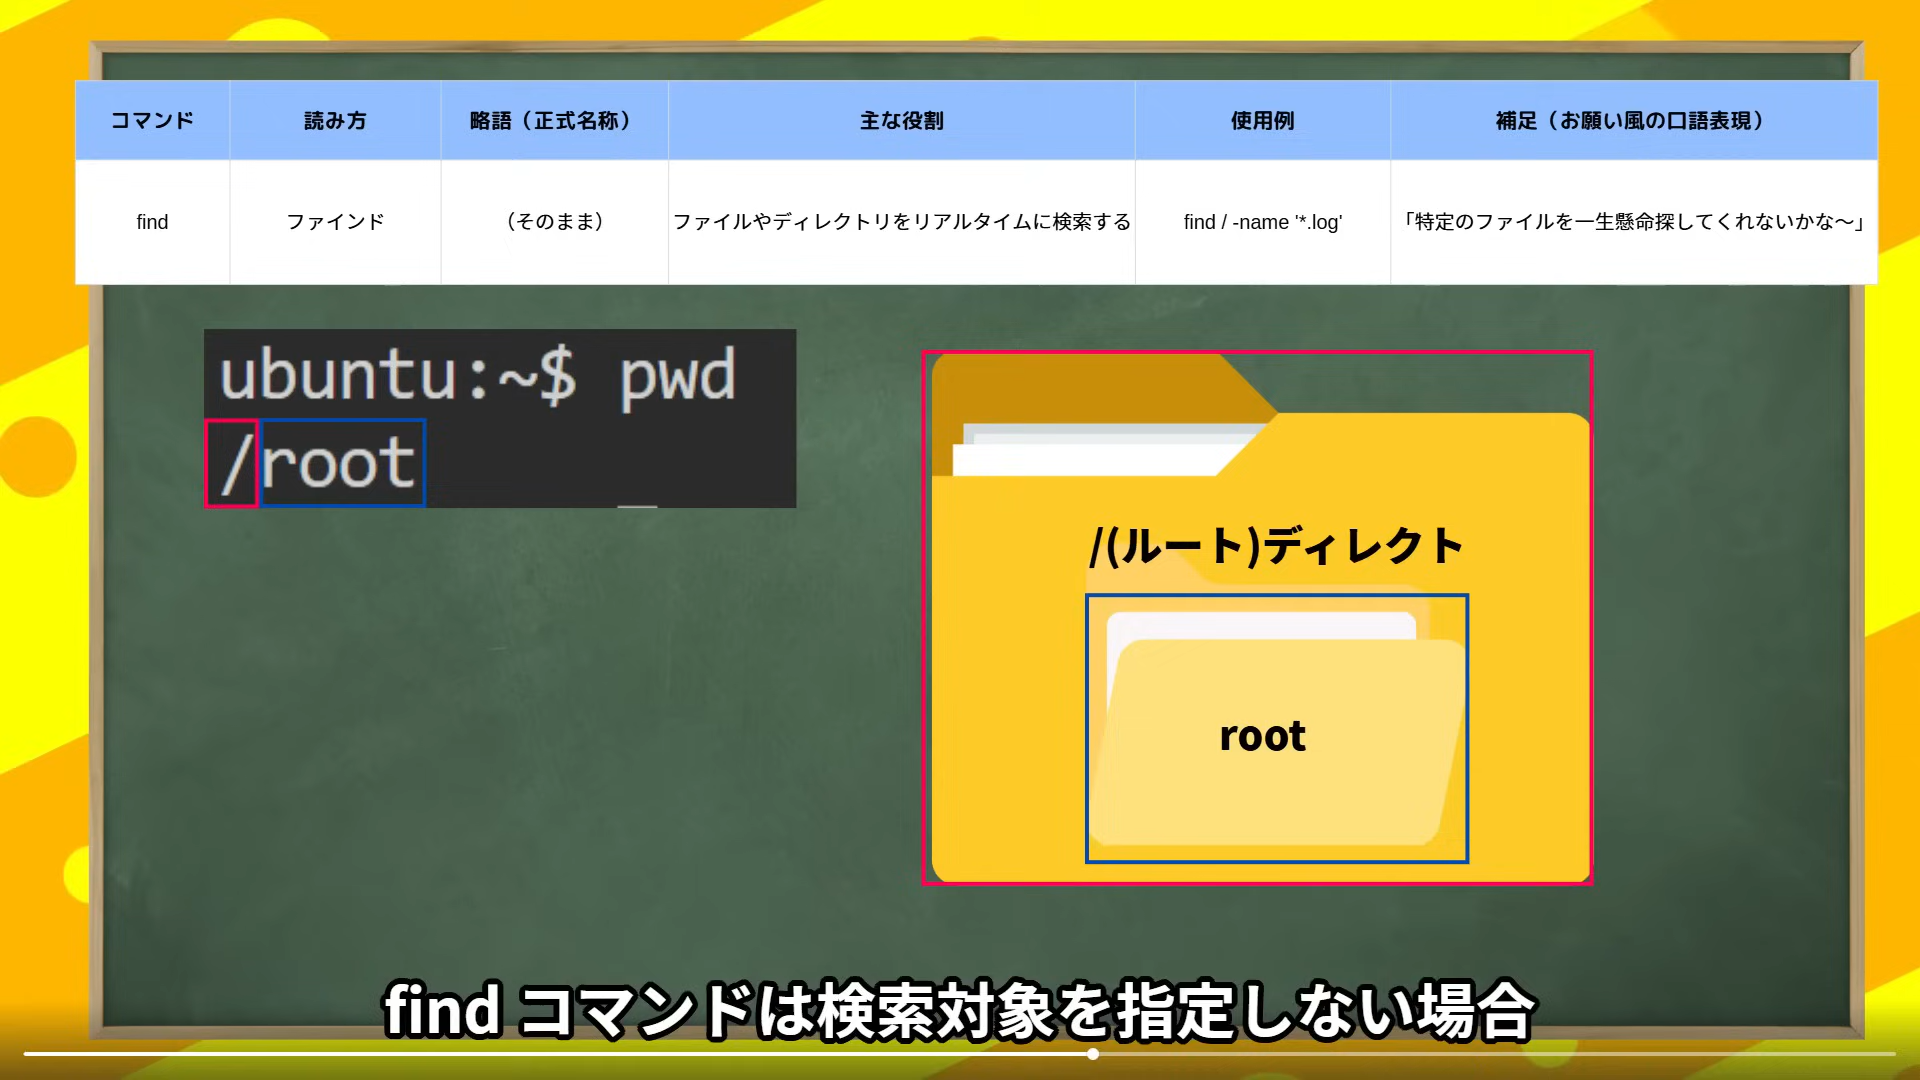 コマンド 読み方 略語（正式名称） 主な役割 使用例 補足（お願い風の口語表現）
find ファインド （そのまま） ファイルやディレクトリをリアルタイムに検索する find / -name '*.log' 「特定のファイルを一生懸命探してくれないかな〜」
ubuntu:~$ pwd
/root
/(ルート)ディレクト
root
find コマンドは検索対象を指定しない場合